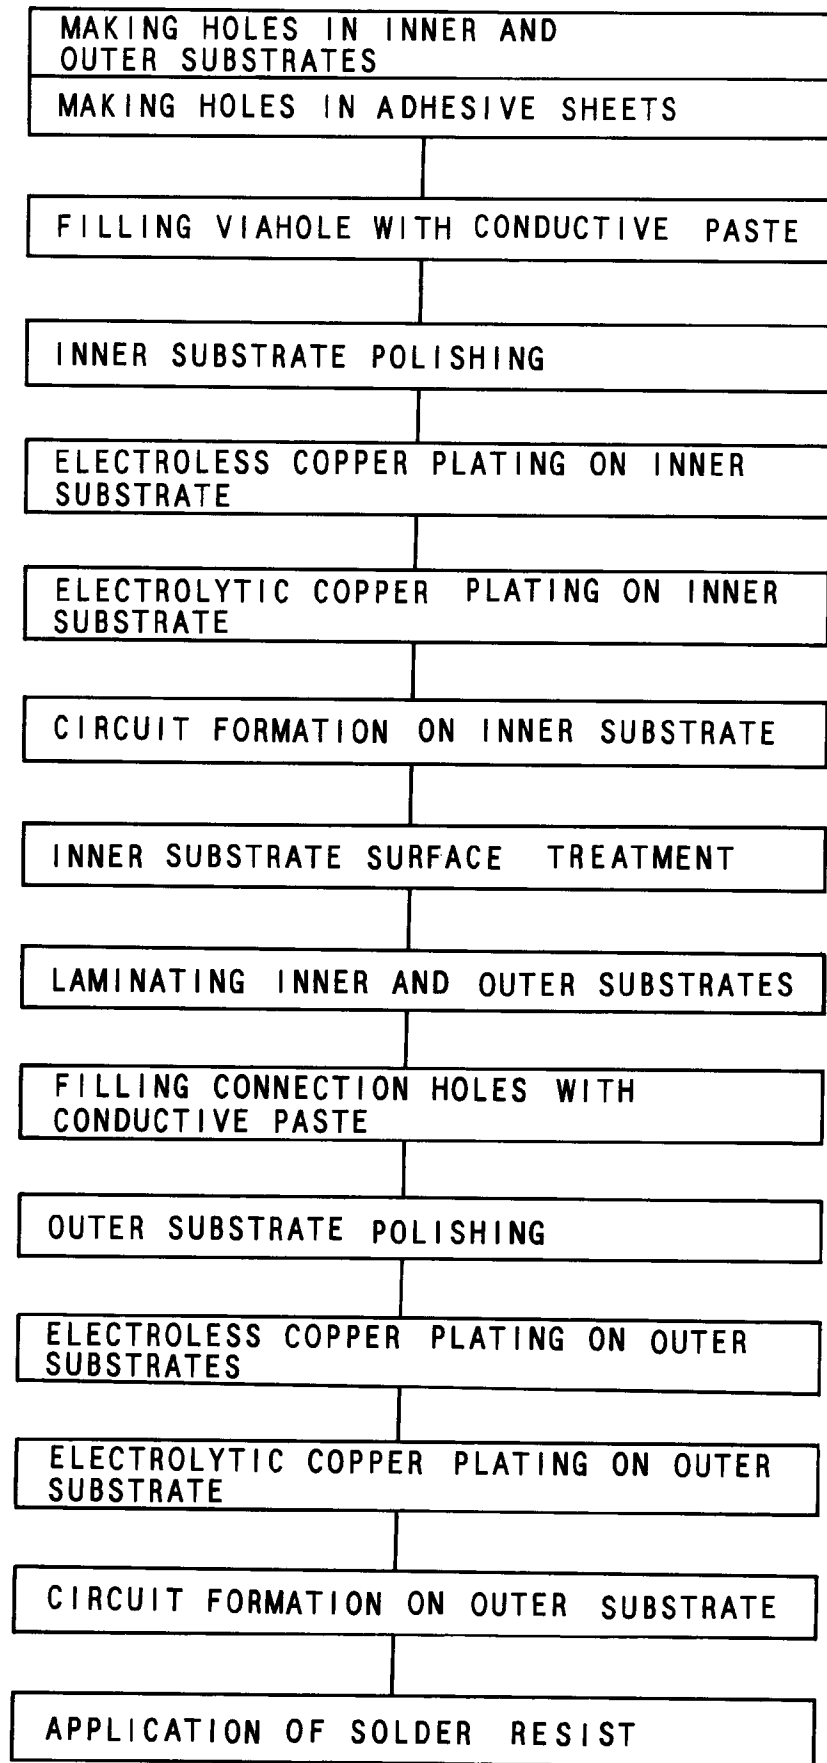 MAKING HOLES IN INNER AND
OUTER SUBSTRATES
MAKING HOLES IN ADHESIVE SHEETS
FILLING VIAHOLE WITH CONDUCTIVE PASTE
INNER SUBSTRATE POLISHING
ELECTROLESS COPPER PLATING ON INNER
SUBSTRATE
ELECTROLYTIC COPPER PLATING ON INNER
SUBSTRATE
CIRCUIT FORMATION ON INNER SUBSTRATE
INNER SUBSTRATE SURFACE TREATMENT
LAMINATING INNER AND OUTER SUBSTRATES
FILLING CONNECTION HOLES WITH
CONDUCTIVE PASTE
OUTER SUBSTRATE POLISHING
ELECTROLESS COPPER PLATING ON OUTER
SUBSTRATES
ELECTROLYTIC COPPER PLATING ON OUTER
SUBSTRATE
CIRCUIT FORMATION ON OUTER SUBSTRATE
APPLICATION OF SOLDER RESIST